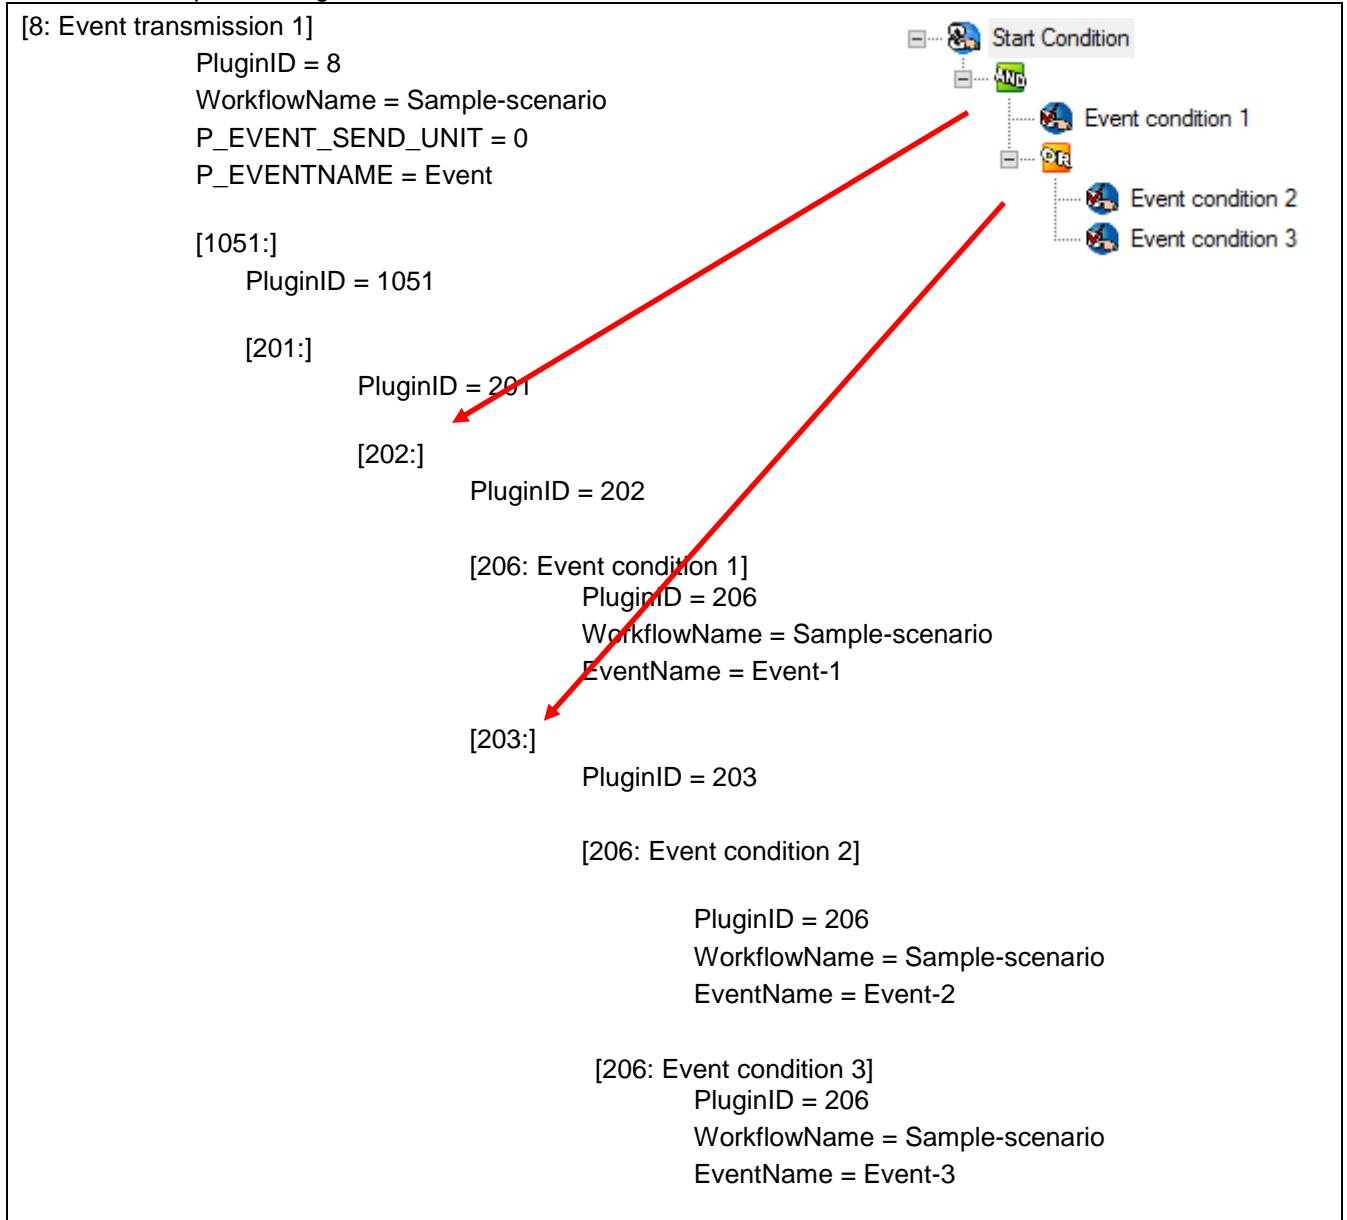 [8: Event transmission 1]
PluginID = 8
WorkflowName = Sample-scenario
P_EVENT_SEND_UNIT = 0
P_EVENTNAME = Event
[1051:]
PluginID = 1051
[201:]
PluginID = 201
[202:]
PluginID = 202
[206: Event condition 1]
PluginID = 206
WorkflowName = Sample-scenario
EventName = Event-1
[203:]
PluginID = 203
[206: Event condition 2]
PluginID = 206
WorkflowName = Sample-scenario
EventName = Event-2
[206: Event condition 3]
PluginID = 206
WorkflowName = Sample-scenario
EventName = Event-3
Start Condition
AND
Event condition 1
OR
Event condition 2
Event condition 3